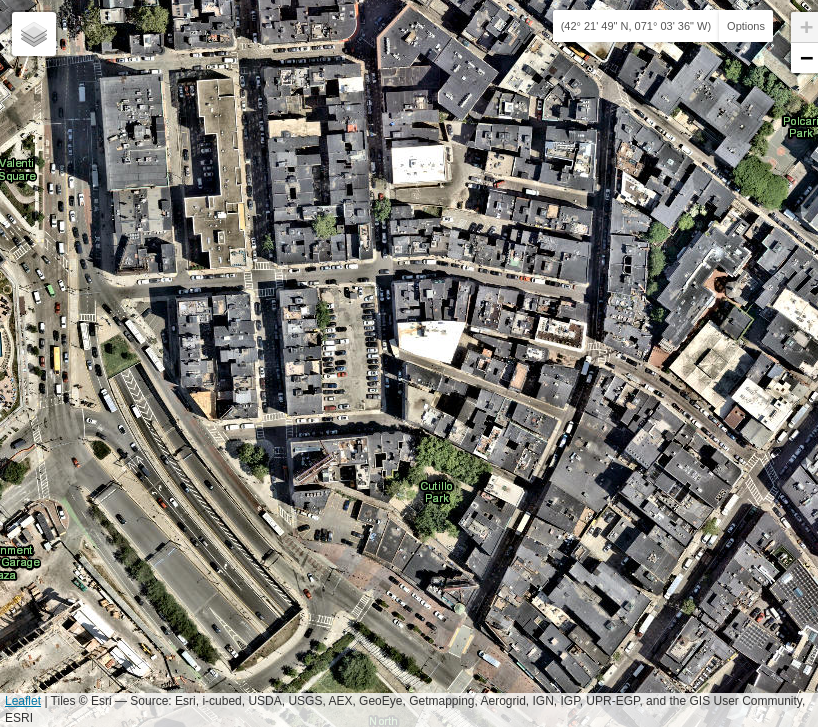 (42° 21' 49" N, 071° 03' 36" W) Options
+
−
Polcari
Park
Valenti
Square
Cutillo
Park
nment
Garage
aza
Leaflet | Tiles © Esri — Source: Esri, i-cubed, USDA, USGS, AEX, GeoEye, Getmapping, Aerogrid, IGN, IGP, UPR-EGP, and the GIS User Community,
ESRI
North